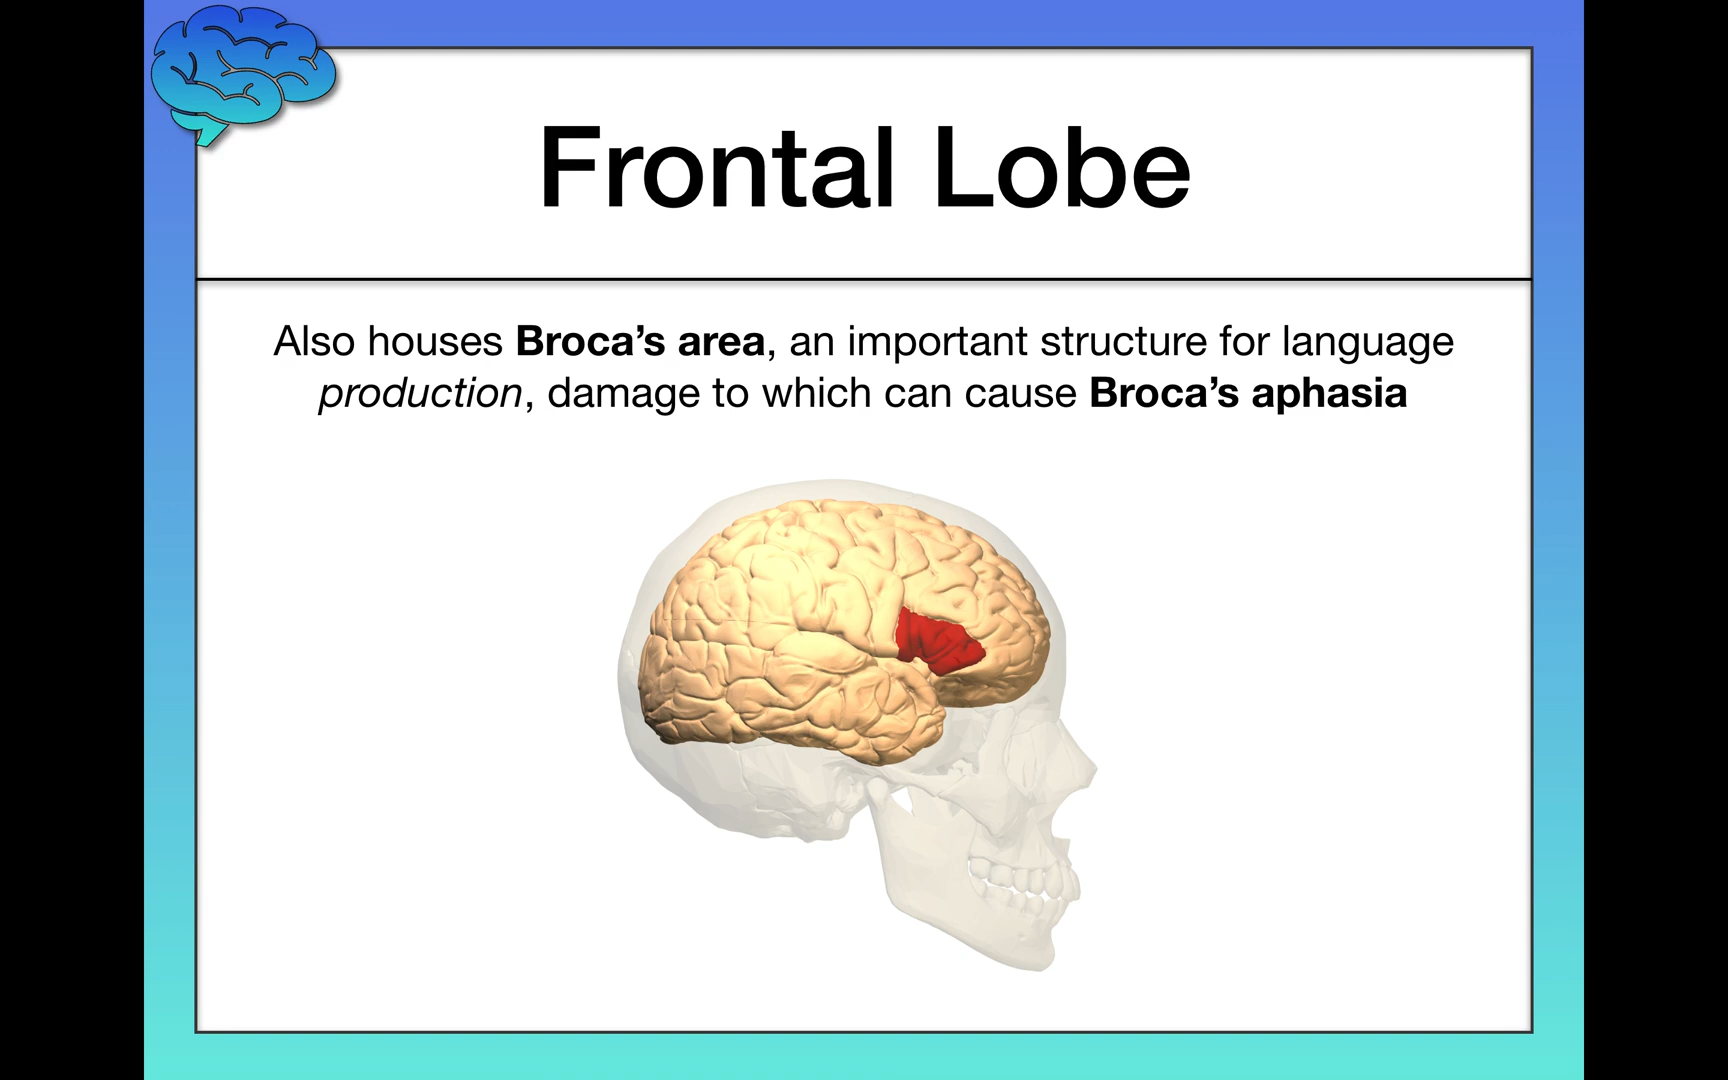 Frontal Lobe
Also houses Broca’s area, an important structure for language
production, damage to which can cause Broca’s aphasia